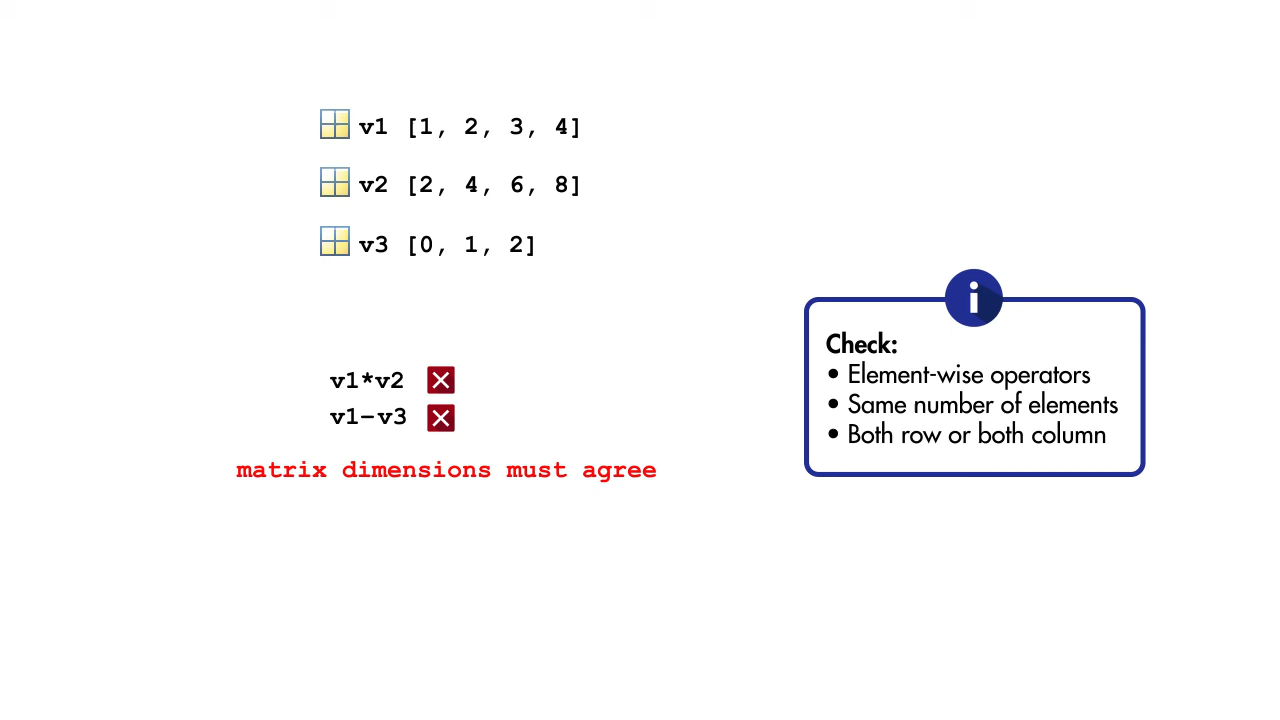 v1 [1, 2, 3, 4]
v2 [2, 4, 6, 8]
v3 [0, 1, 2]
v1*v2
v1-v3
matrix dimensions must agree
i
Check:
• Element-wise operators
• Same number of elements
• Both row or both column